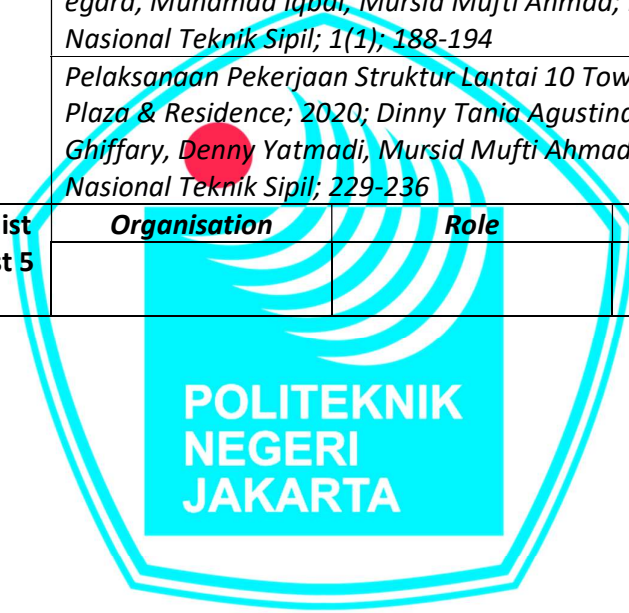 egara, Muhamad Iqbal, Mursid Mufti Ahmad;
Nasional Teknik Sipil; 1(1); 188-194
Pelaksanaan Pekerjaan Struktur Lantai 10 Tow
Plaza & Residence; 2020; Dinny Tania Agustina
Ghiffary, Denny Yatmadi, Mursid Mufti Ahmad
Nasional Teknik Sipil; 229-236
ist Organisation Role
st 5
POLITEKNIK
NEGERI
JAKARTA